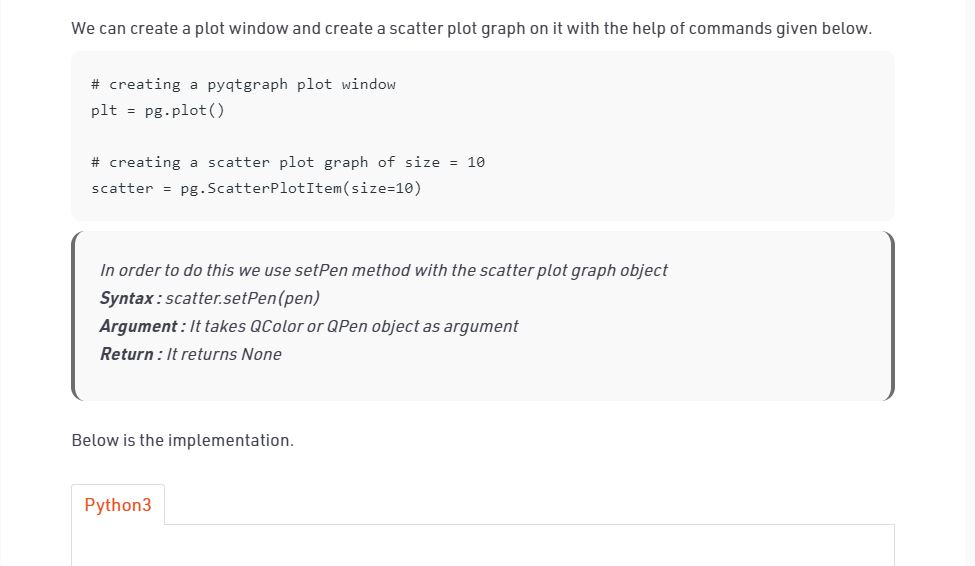 We can create a plot window and create a scatter plot graph on it with the help of commands given below.
# creating a pyqtgraph plot window
plt = pg.plot()
# creating a scatter plot graph of size = 10
scatter = pg.ScatterPlotItem(size=10)
In order to do this we use setPen method with the scatter plot graph object
Syntax : scatter.setPen(pen)
Argument : It takes QColor or QPen object as argument
Return : It returns None
Below is the implementation.
Python3